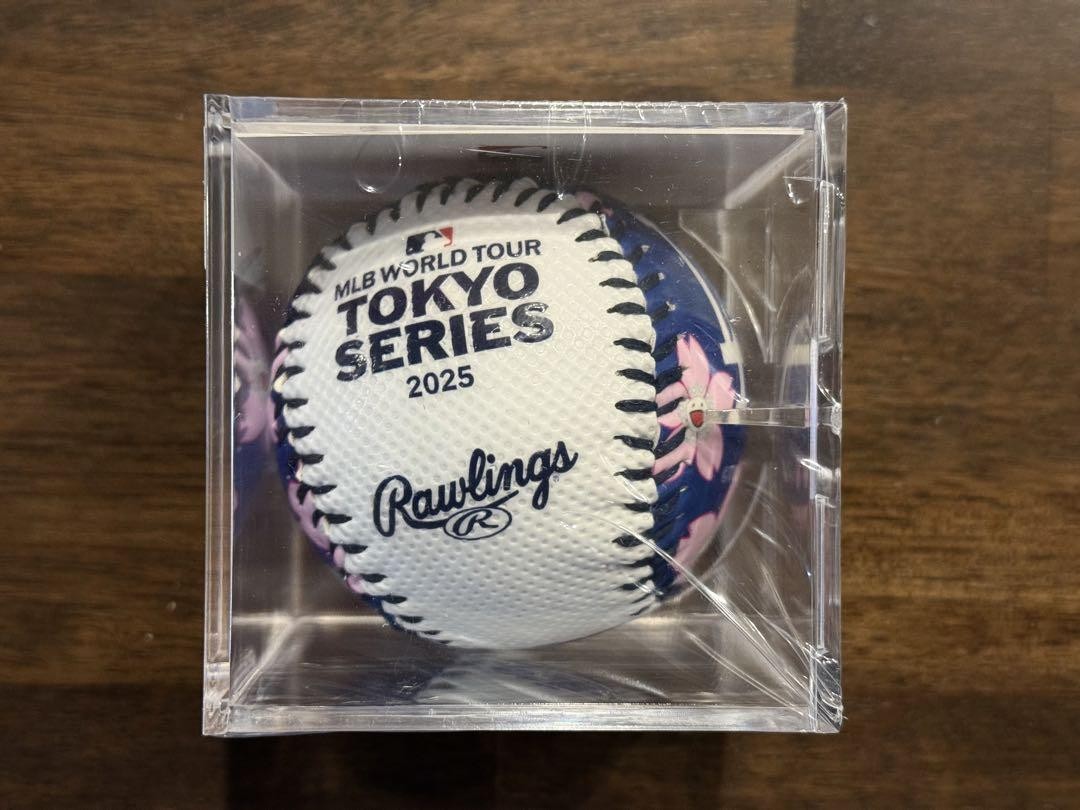 MLB WORLD TOUR
TOKYO
SERIES
2025
Rawlings®
R